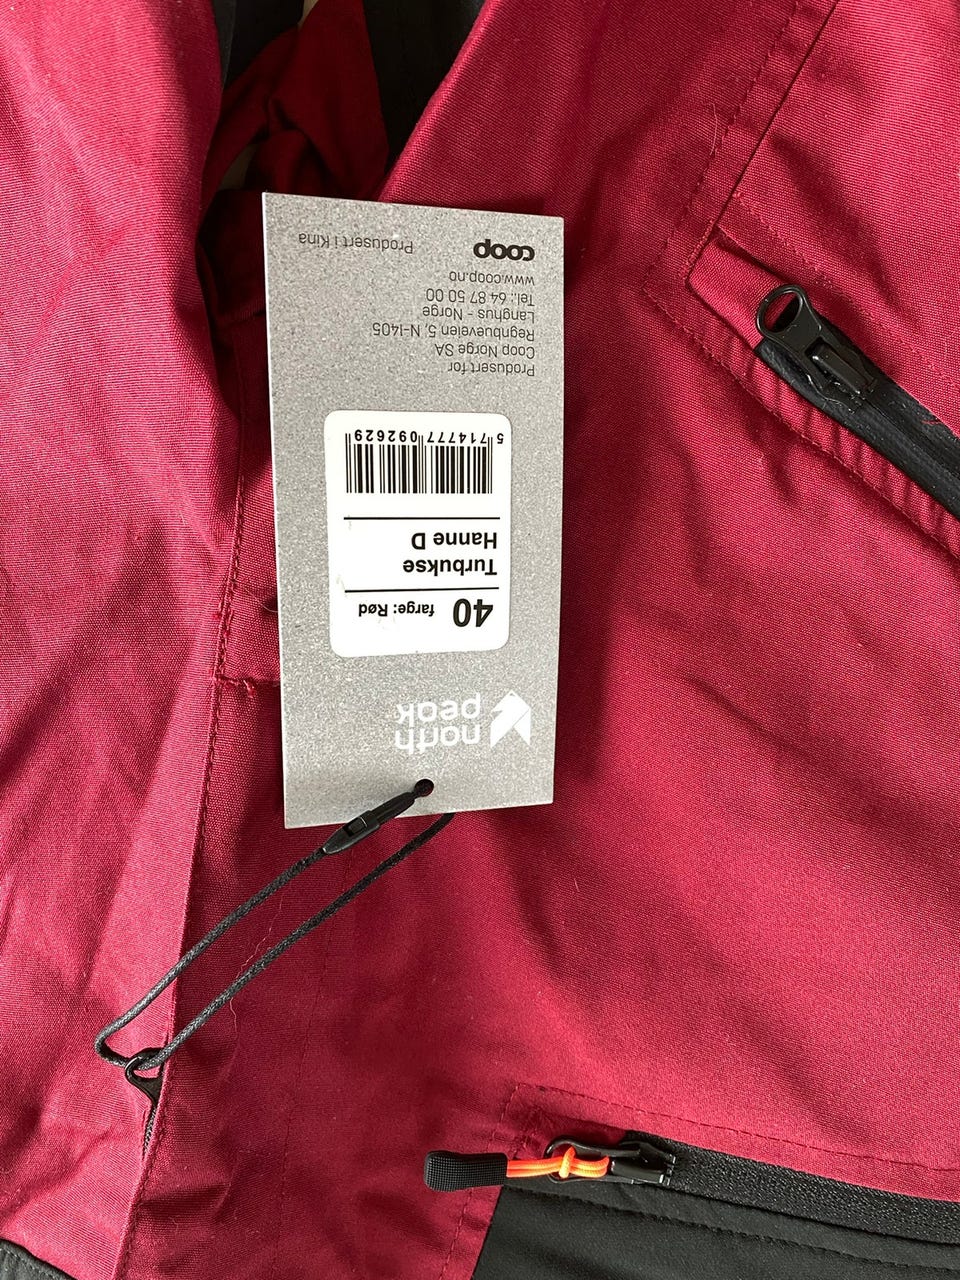 north
peak
40 farge: Rød
Turbukse
Hanne D
5 714777 092629
Produsert for
Coop Norge SA
Regnbueveien 5, N-1405
Langhus - Norge
Tel.: 64 87 50 00
www.coop.no
coop Produsert i Kina